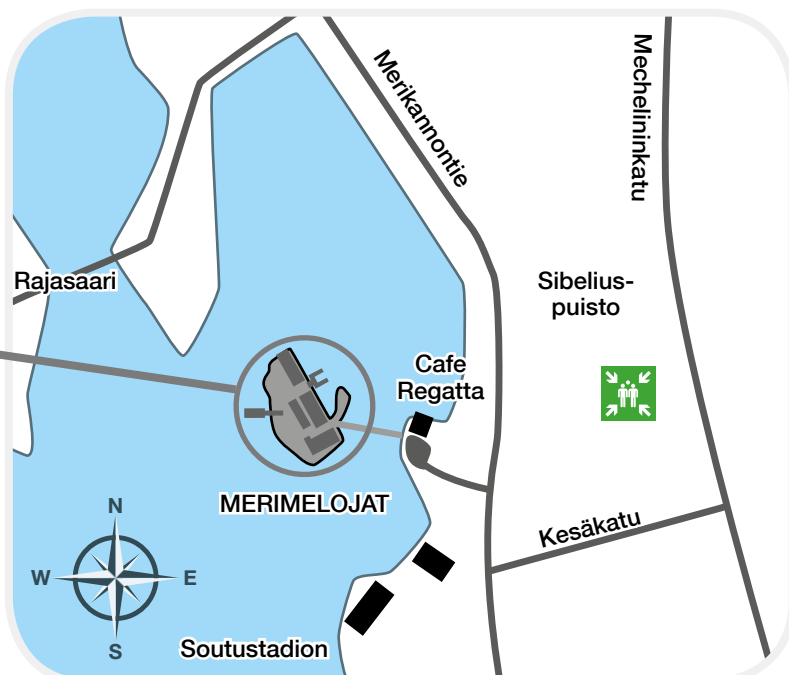 Merikannontie
Mechelininkatu
Rajasaari
Sibelius-
puisto
Cafe
Regatta
MERIMELOJAT
Kesäkatu
N
W
E
S
Soutustadion